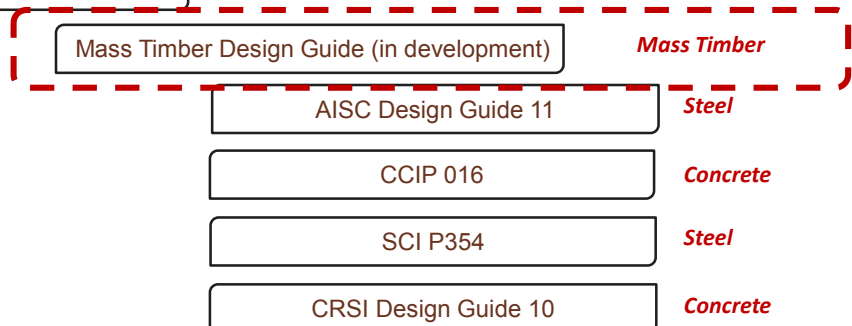 Mass Timber Design Guide (in development) Mass Timber
AISC Design Guide 11 Steel
CCIP 016 Concrete
SCI P354 Steel
CRSI Design Guide 10 Concrete